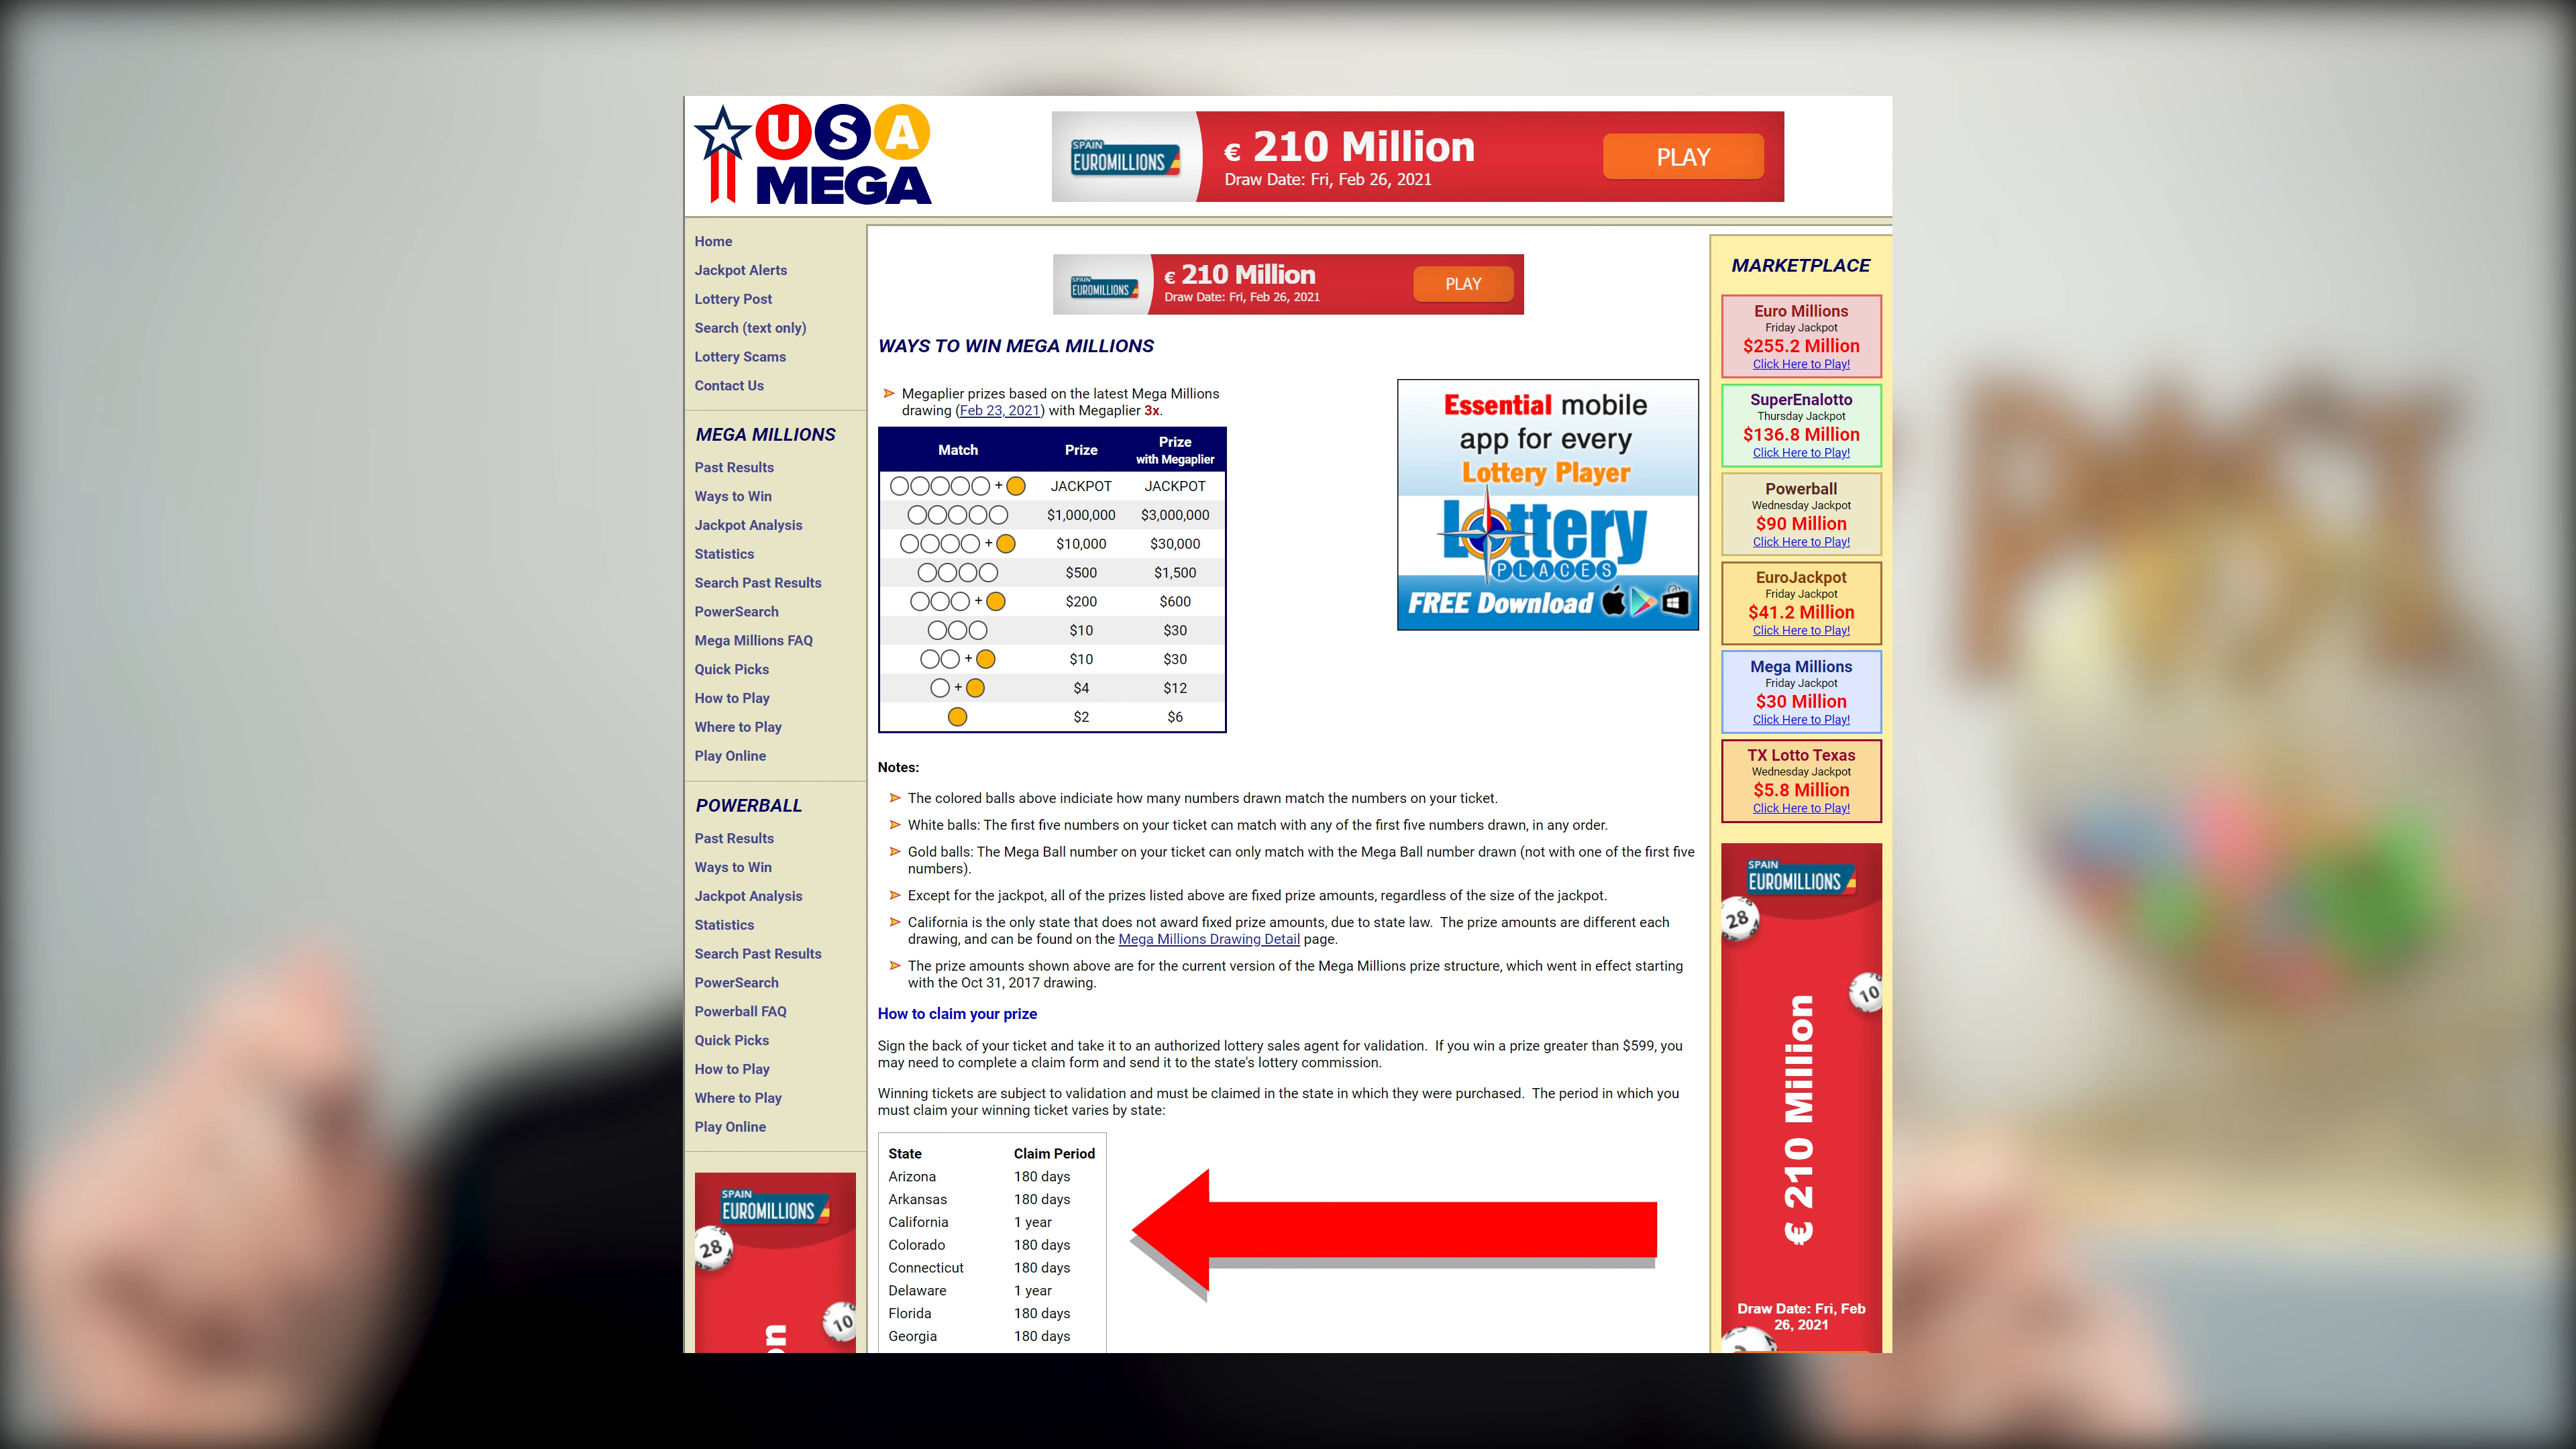 USA
MEGA
SPAIN
EUROMILLIONS
€ 210 Million
Draw Date: Fri, Feb 26, 2021
PLAY
Home
Jackpot Alerts
Lottery Post
Search (text only)
Lottery Scams
Contact Us
MEGA MILLIONS
Past Results
Ways to Win
Jackpot Analysis
Statistics
Search Past Results
PowerSearch
Mega Millions FAQ
Quick Picks
How to Play
Where to Play
Play Online
POWERBALL
Past Results
Ways to Win
Jackpot Analysis
Statistics
Search Past Results
PowerSearch
Powerball FAQ
Quick Picks
How to Play
Where to Play
Play Online
SPAIN
EUROMILLIONS
28
10
on
SPAIN
EUROMILLIONS
€ 210 Million
Draw Date: Fri, Feb 26, 2021
PLAY
WAYS TO WIN MEGA MILLIONS
Megaplier prizes based on the latest Mega Millions
drawing (Feb 23, 2021) with Megaplier 3x.
Match Prize Prize with Megaplier
+ JACKPOT JACKPOT
$1,000,000 $3,000,000
+ $10,000 $30,000
$500 $1,500
+ $200 $600
$10 $30
+ $10 $30
+ $4 $12
$2 $6
Essential mobile
app for every
Lottery Player
Lottery
PLACES
FREE Download
Notes:
The colored balls above indiciate how many numbers drawn match the numbers on your ticket.
White balls: The first five numbers on your ticket can match with any of the first five numbers drawn, in any order.
Gold balls: The Mega Ball number on your ticket can only match with the Mega Ball number drawn (not with one of the first five
numbers).
Except for the jackpot, all of the prizes listed above are fixed prize amounts, regardless of the size of the jackpot.
California is the only state that does not award fixed prize amounts, due to state law. The prize amounts are different each
drawing, and can be found on the Mega Millions Drawing Detail page.
The prize amounts shown above are for the current version of the Mega Millions prize structure, which went in effect starting
with the Oct 31, 2017 drawing.
How to claim your prize
Sign the back of your ticket and take it to an authorized lottery sales agent for validation. If you win a prize greater than $599, you
may need to complete a claim form and send it to the state's lottery commission.
Winning tickets are subject to validation and must be claimed in the state in which they were purchased. The period in which you
must claim your winning ticket varies by state:
State Claim Period
Arizona 180 days
Arkansas 180 days
California 1 year
Colorado 180 days
Connecticut 180 days
Delaware 1 year
Florida 180 days
Georgia 180 days
MARKETPLACE
Euro Millions
Friday Jackpot
$255.2 Million
Click Here to Play!
SuperEnalotto
Thursday Jackpot
$136.8 Million
Click Here to Play!
Powerball
Wednesday Jackpot
$90 Million
Click Here to Play!
EuroJackpot
Friday Jackpot
$41.2 Million
Click Here to Play!
Mega Millions
Friday Jackpot
$30 Million
Click Here to Play!
TX Lotto Texas
Wednesday Jackpot
$5.8 Million
Click Here to Play!
SPAIN
EUROMILLIONS
28
10
€ 210 Million
Draw Date: Fri, Feb
26, 2021